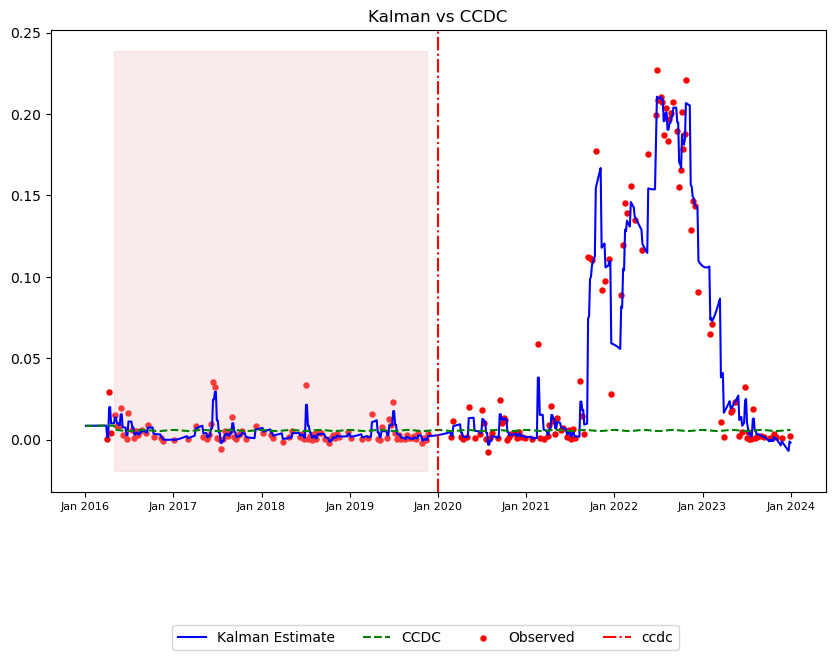 Kalman vs CCDC
0.25
0.20
0.15
0.10
0.05
0.00
Jan 2016 Jan 2017 Jan 2018 Jan 2019 Jan 2020 Jan 2021 Jan 2022 Jan 2023 Jan 2024
Kalman Estimate CCDC Observed ccdc